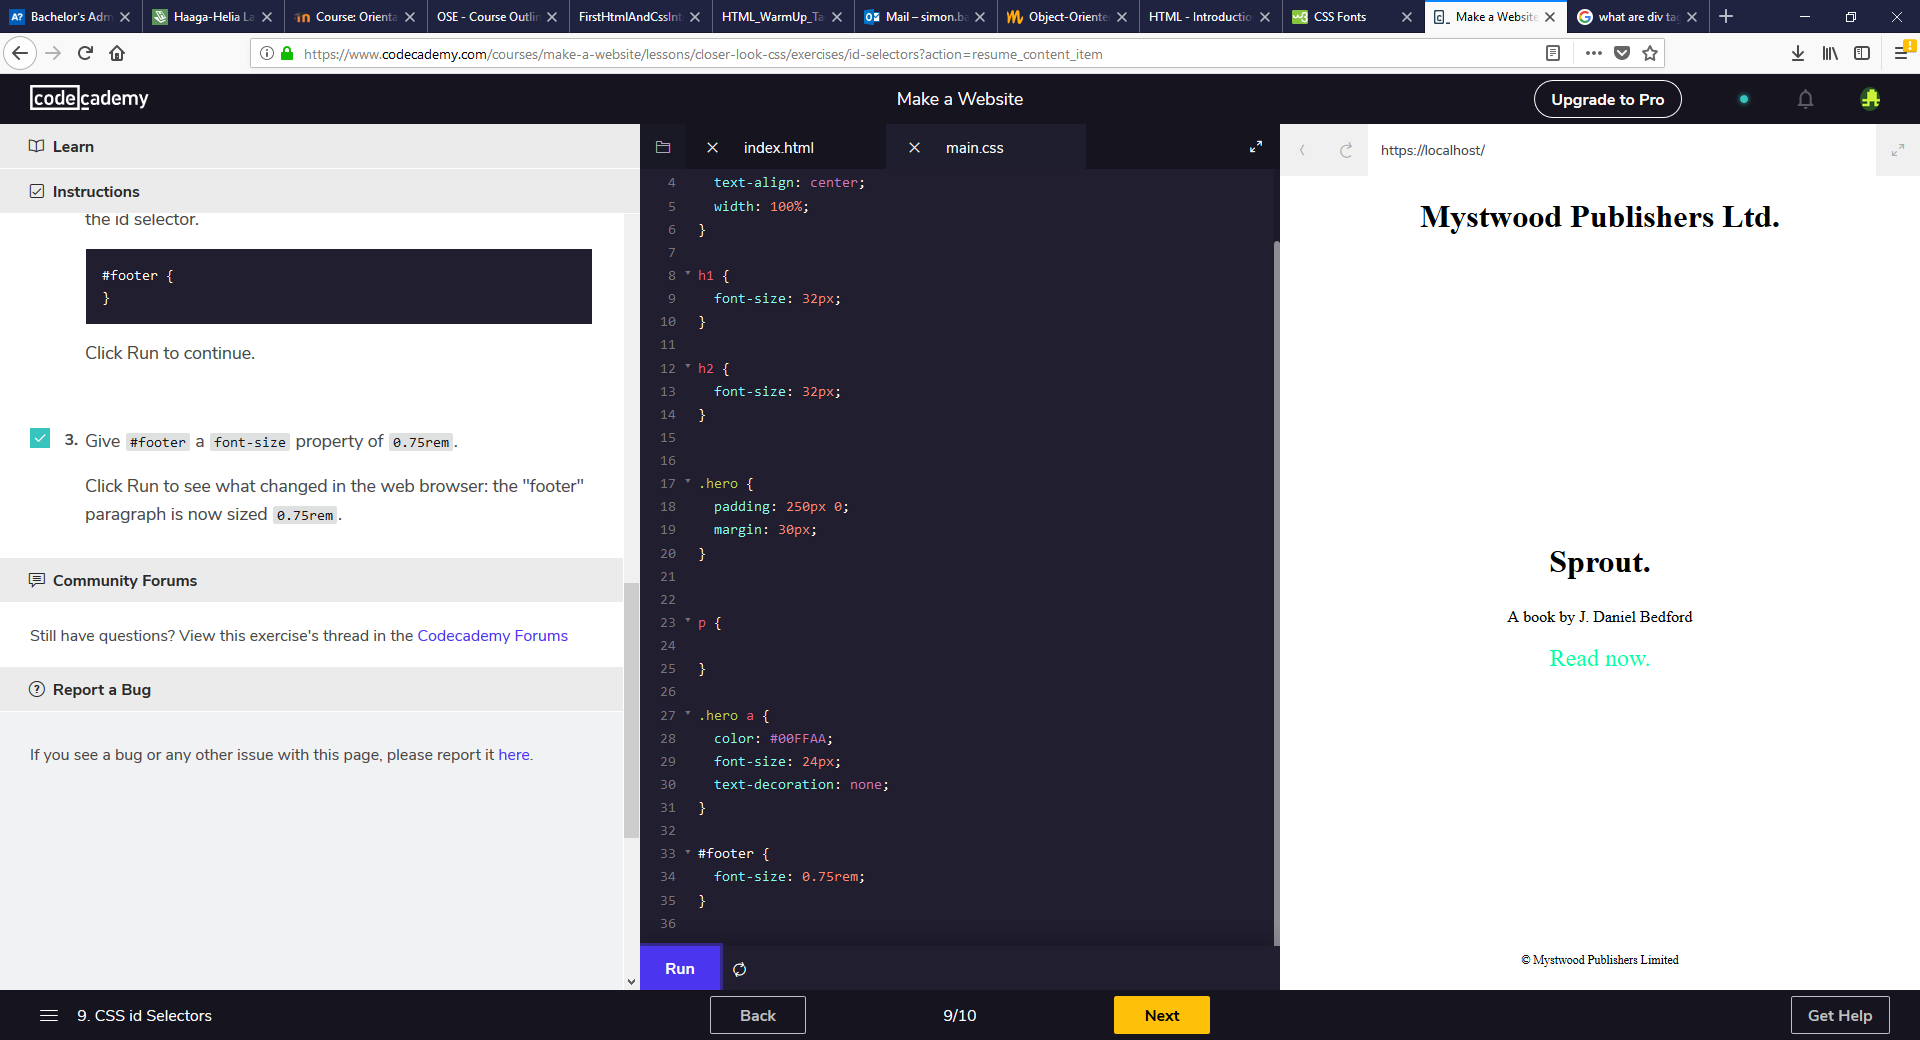 Bachelor's Adm
Haaga-Helia La
Course: Orienta
OSE - Course Outlin
FirstHtmlAndCssInt
HTML_WarmUp_Ta
Mail – simon.ba
Object-Oriente
HTML - Introductio
CSS Fonts
Make a Website
what are div tag
https://www.codecademy.com/courses/make-a-website/lessons/closer-look-css/exercises/id-selectors?action=resume_content_item
codecademy
Make a Website
Upgrade to Pro
Learn
Instructions
the id selector.
#footer {
}
Click Run to continue.
3. Give #footer a font-size property of 0.75rem.
Click Run to see what changed in the web browser: the "footer"
paragraph is now sized 0.75rem.
Community Forums
Still have questions? View this exercise's thread in the Codecademy Forums
Report a Bug
If you see a bug or any other issue with this page, please report it here.
index.html
main.css
4 text-align: center;
5 width: 100%;
6 }
7
8 h1 {
9 font-size: 32px;
10 }
11
12 h2 {
13 font-size: 32px;
14 }
15
16
17 .hero {
18 padding: 250px 0;
19 margin: 30px;
20 }
21
22
23 p {
24
25 }
26
27 .hero a {
28 color: #00FFAA;
29 font-size: 24px;
30 text-decoration: none;
31 }
32
33 #footer {
34 font-size: 0.75rem;
35 }
36
Run
https://localhost/
Mystwood Publishers Ltd.
Sprout.
A book by J. Daniel Bedford
Read now.
© Mystwood Publishers Limited
9. CSS id Selectors
Back
9/10
Next
Get Help